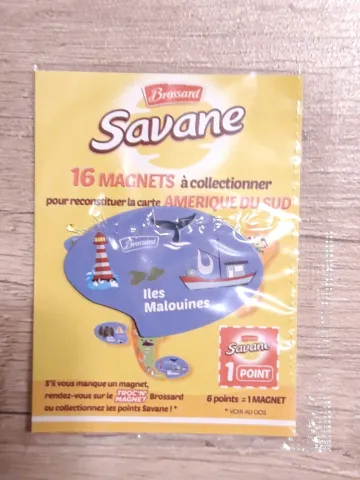 Brossard
Savane
16 MAGNETS à collectionner
pour reconstituer la carte AMERIQUE DU SUD
Brossard
Iles
Malouines
Savane
1 POINT
S'il vous manque un magnet,
rendez-vous sur le TROC'N' MAGNET Brossard
ou collectionnez les points Savane ! *
6 points = 1 MAGNET
* VOIR AU DOS